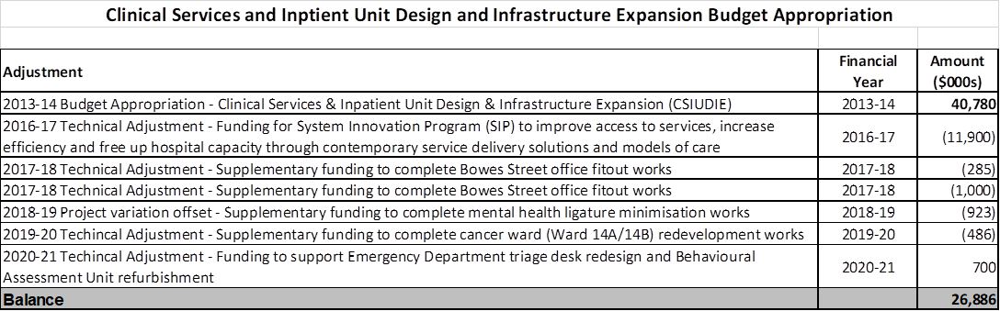 Clinical Services and Inptient Unit Design and Infrastructure Expansion Budget Appropriation
Adjustment Financial Year Amount ($000s)
2013-14 Budget Appropriation - Clinical Services & Inpatient Unit Design & Infrastructure Expansion (CSIUDIE) 2013-14 40,780
2016-17 Technical Adjustment - Funding for System Innovation Program (SIP) to improve access to services, increase
efficiency and free up hospital capacity through contemporary service delivery solutions and models of care 2016-17 (11,900)
2017-18 Technical Adjustment - Supplementary funding to complete Bowes Street office fitout works 2017-18 (285)
2017-18 Technical Adjustment - Supplementary funding to complete Bowes Street office fitout works 2017-18 (1,000)
2018-19 Project variation offset - Supplementary funding to complete mental health ligature minimisation works 2018-19 (923)
2019-20 Techincal Adjustment - Supplementary funding to complete cancer ward (Ward 14A/14B) redevelopment works 2019-20 (486)
2020-21 Techincal Adjustment - Funding to support Emergency Department triage desk redesign and Behavioural
Assessment Unit refurbishment 2020-21 700
Balance 26,886